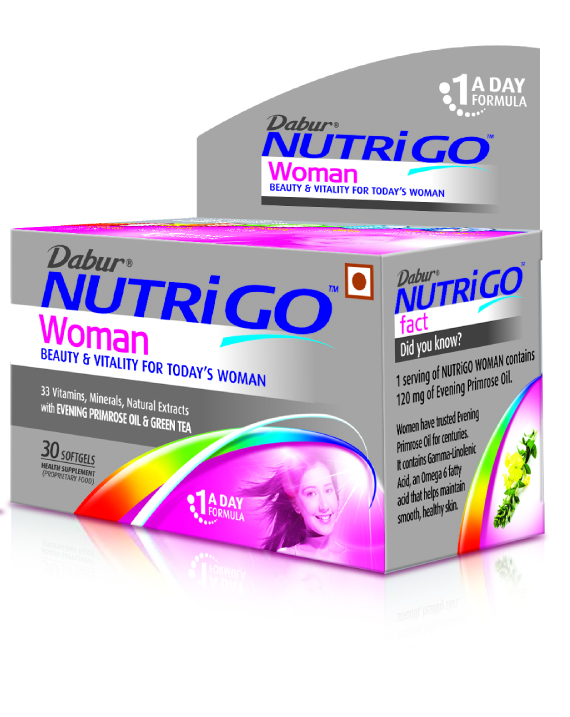 1 A DAY
FORMULA
Dabur®
NUTRiGO™
Woman
BEAUTY & VITALITY FOR TODAY'S WOMAN
Dabur®
NUTRiGO™
Woman
BEAUTY & VITALITY FOR TODAY'S WOMAN
33 Vitamins, Minerals, Natural Extracts
with EVENING PRIMROSE OIL & GREEN TEA
30 SOFTGELS
HEALTH SUPPLEMENT
(PROPRIETARY FOOD)
1 A DAY
FORMULA
Dabur®
NUTRiGO™
fact
Did you know?
1 serving of NUTRiGO WOMAN contains
120 mg of Evening Primrose Oil.
Women have trusted Evening
Primrose Oil for centuries.
It contains Gamma-Linolenic
Acid, an Omega 6 fatty
acid that helps maintain
smooth, healthy skin.